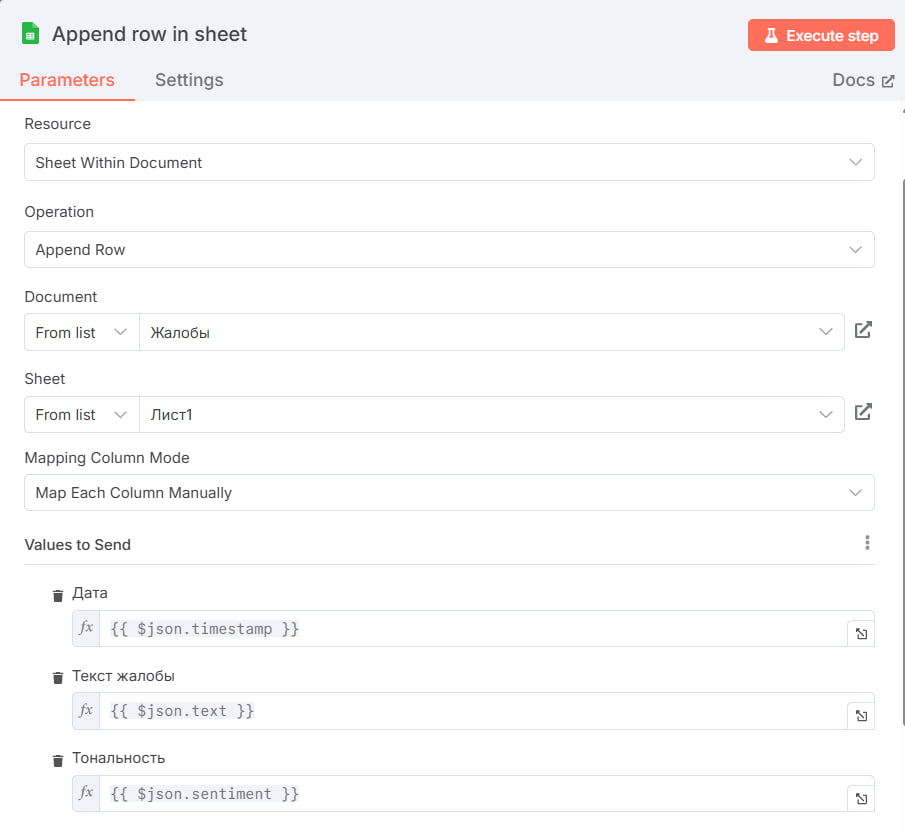 Append row in sheet
Execute step
Parameters
Settings
Docs
Resource
Sheet Within Document
Operation
Append Row
Document
From list
Жалобы
Sheet
From list
Лист1
Mapping Column Mode
Map Each Column Manually
Values to Send
Дата
fx {{ $json.timestamp }}
Текст жалобы
fx {{ $json.text }}
Тональность
fx {{ $json.sentiment }}